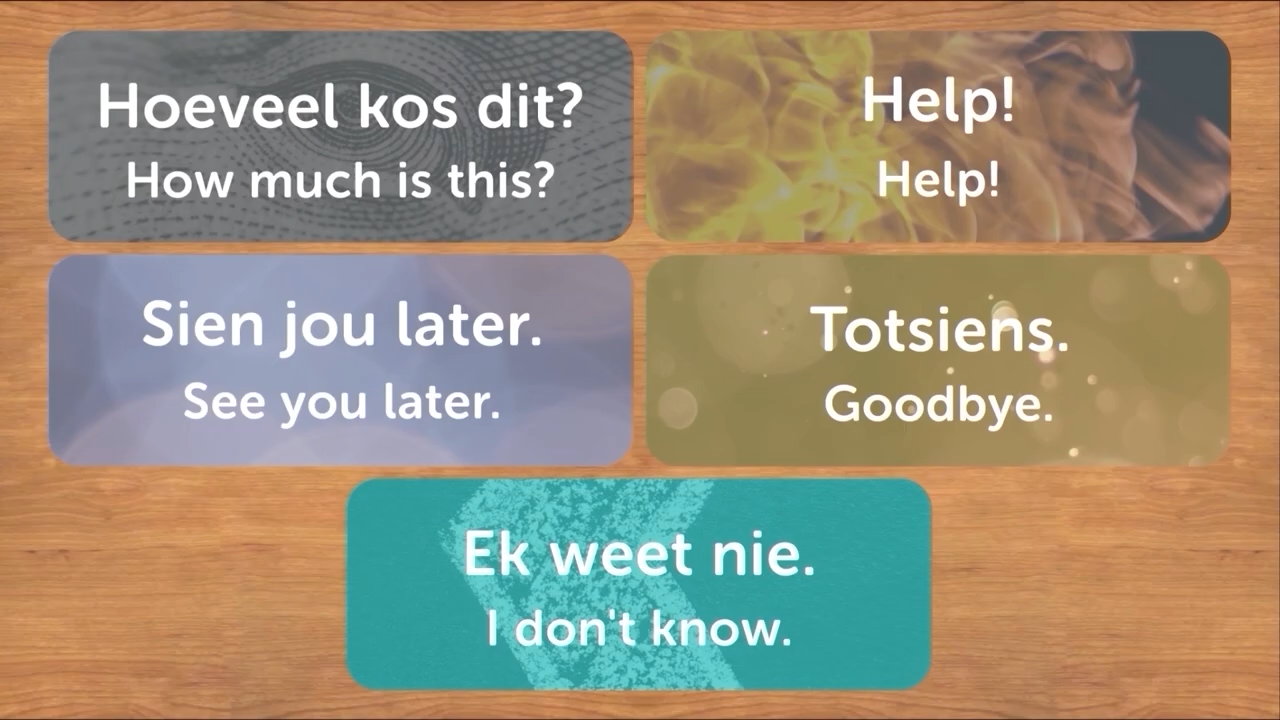 Hoeveel kos dit?
How much is this?
Help!
Help!
Sien jou later.
See you later.
Totsiens.
Goodbye.
Ek weet nie.
I don't know.